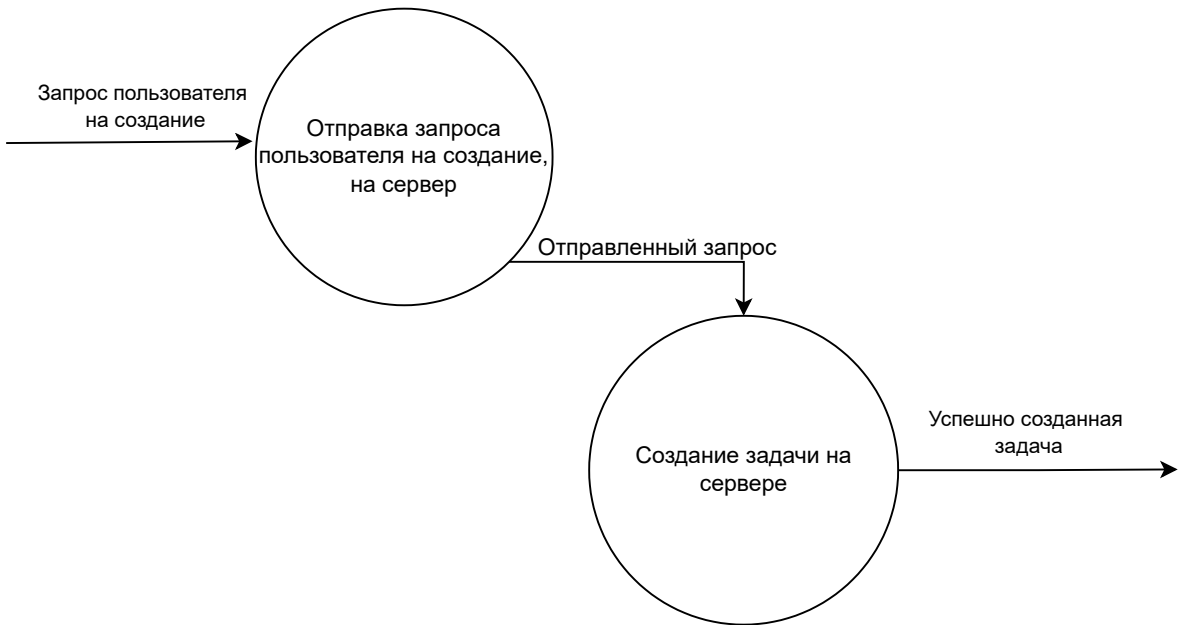 Запрос пользователя
на создание
Отправка запроса
пользователя на создание,
на сервер
Отправленный запрос
Создание задачи на
сервере
Успешно созданная
задача